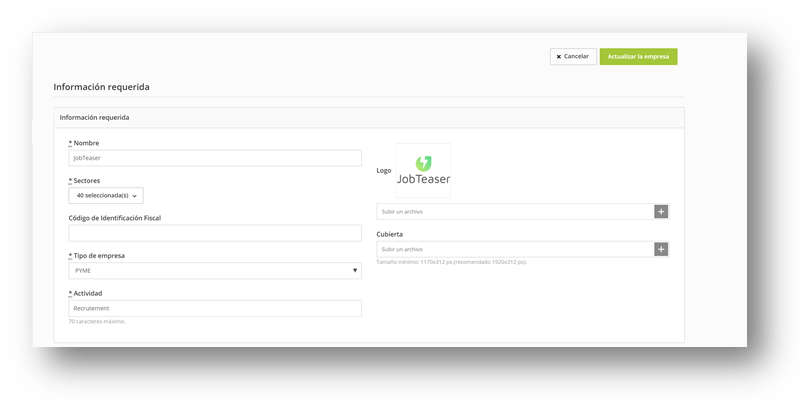 ✖ Cancelar
Actualizar la empresa
Información requerida
Información requerida
* Nombre
JobTeaser
* Sectores
40 seleccionada(s)
Código de Identificación Fiscal
* Tipo de empresa
PYME
* Actividad
Recrutement
70 caracteres máximo.
Logo
JobTeaser
Subir un archivo
Cubierta
Subir un archivo
Tamaño mínimo: 1170x312 px.(recomendado 1920x312 px).